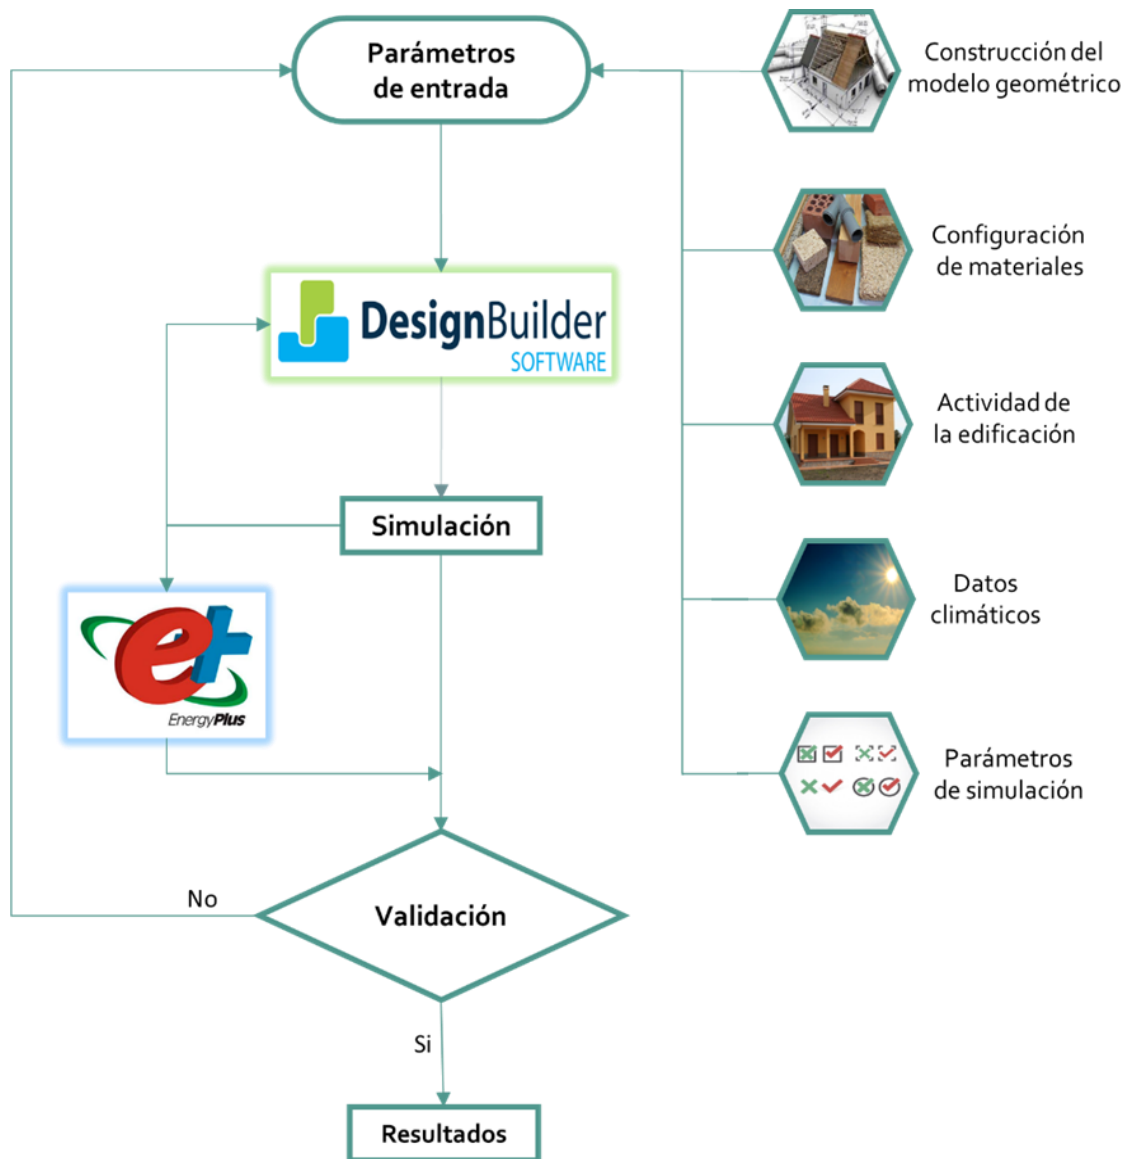 Parámetros
de entrada
Construcción del
modelo geométrico
Configuración
de materiales
DesignBuilder
SOFTWARE
Actividad de
la edificación
Simulación
Datos
climáticos
e+
EnergyPlus
Parámetros
de simulación
No
Validación
Si
Resultados